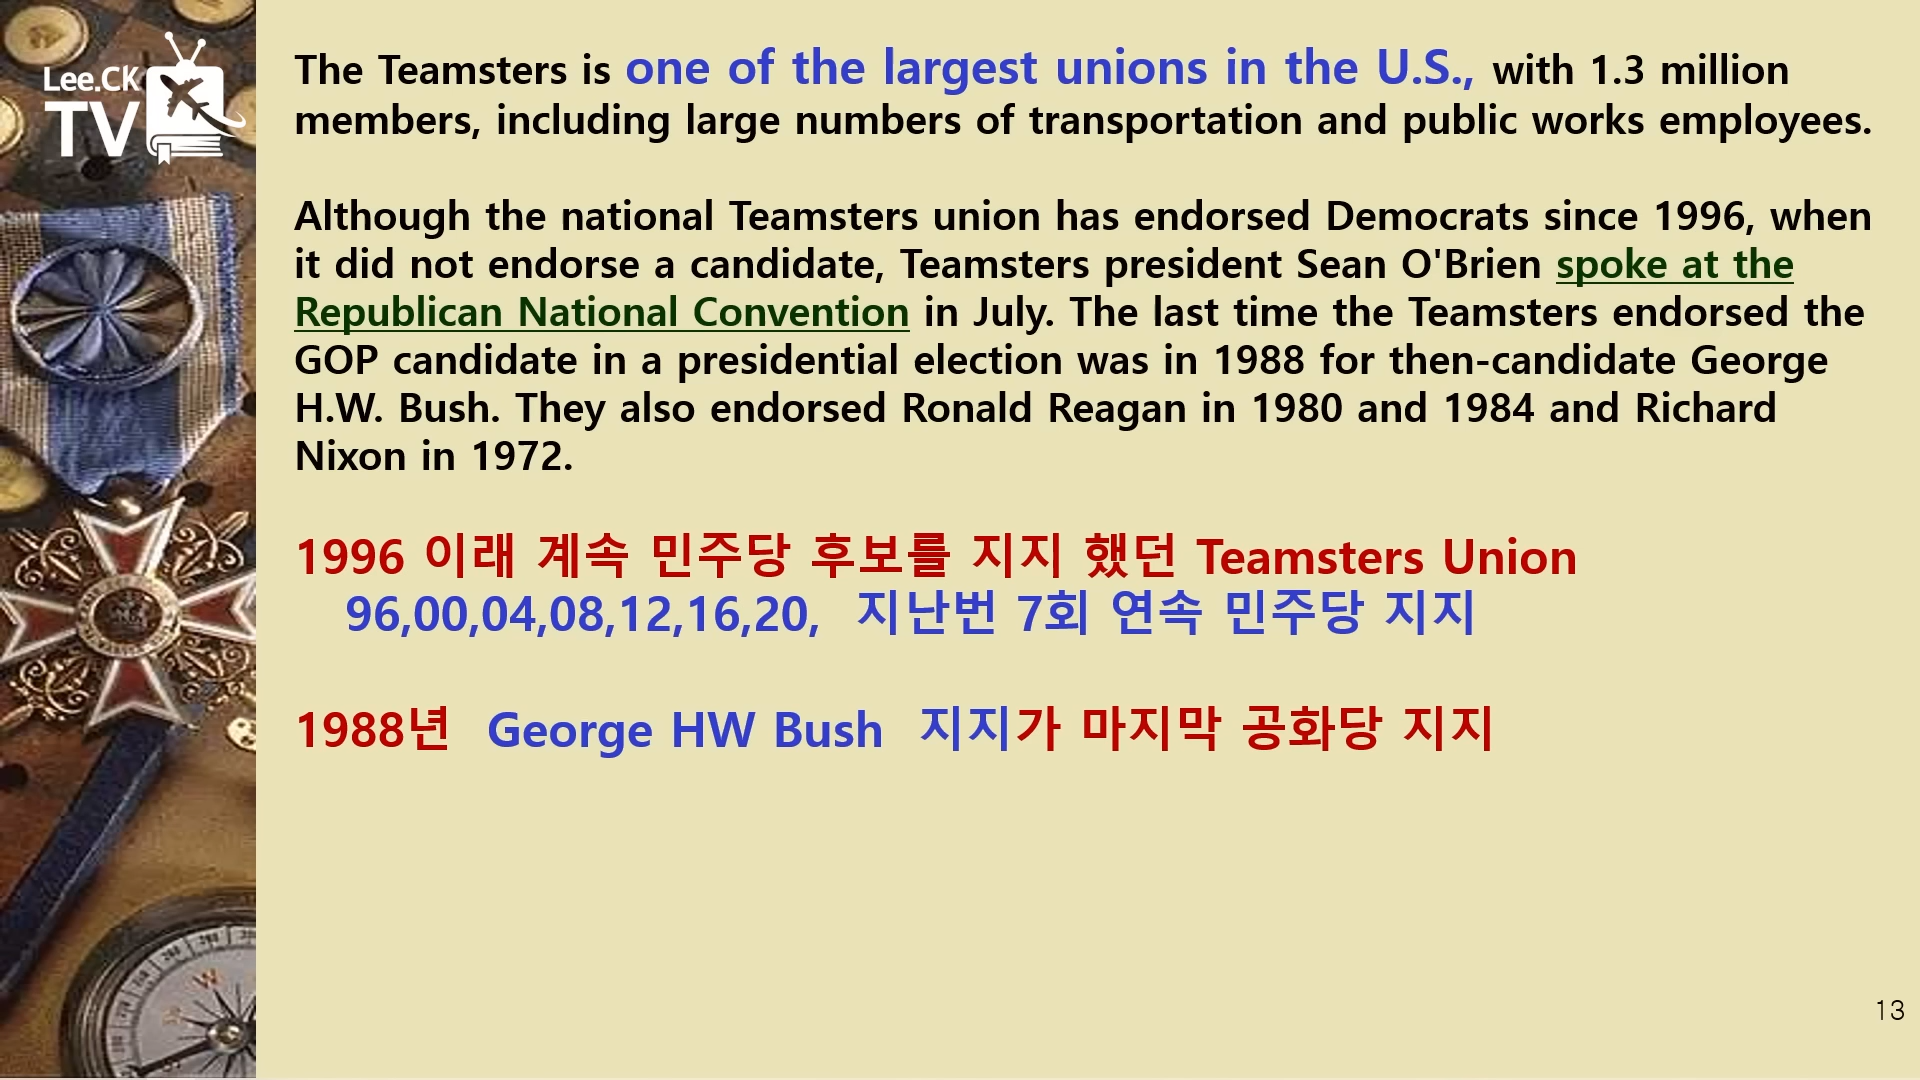 Lee.CK
TV
The Teamsters is one of the largest unions in the U.S., with 1.3 million
members, including large numbers of transportation and public works employees.
Although the national Teamsters union has endorsed Democrats since 1996, when
it did not endorse a candidate, Teamsters president Sean O'Brien spoke at the
Republican National Convention in July. The last time the Teamsters endorsed the
GOP candidate in a presidential election was in 1988 for then-candidate George
H.W. Bush. They also endorsed Ronald Reagan in 1980 and 1984 and Richard
Nixon in 1972.
1996 이래 계속 민주당 후보를 지지 했던 Teamsters Union
96,00,04,08,12,16,20, 지난번 7회 연속 민주당 지지
1988년 George HW Bush 지지가 마지막 공화당 지지
W
13